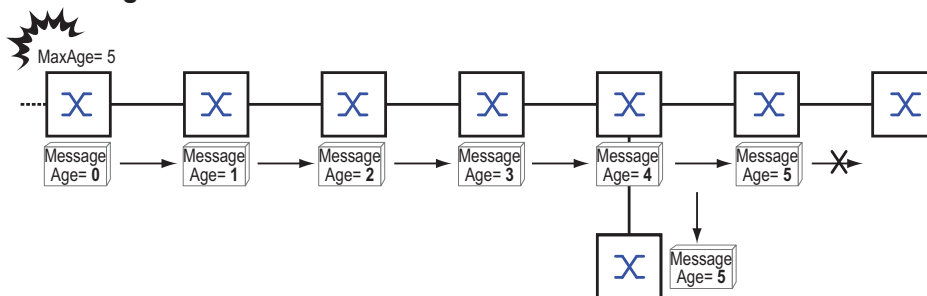 MaxAge= 5
Message
Age= 0
Message
Age= 1
Message
Age= 2
Message
Age= 3
Message
Age= 4
Message
Age= 5
Message
Age= 5